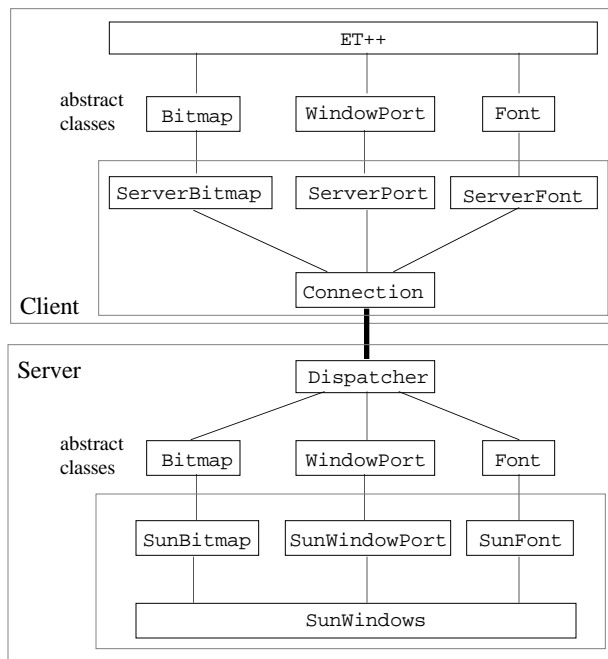 ET++
abstract
classes
Bitmap
WindowPort
Font
ServerBitmap
ServerPort
ServerFont
Connection
Client
Server
Dispatcher
abstract
classes
Bitmap
WindowPort
Font
SunBitmap
SunWindowPort
SunFont
SunWindows